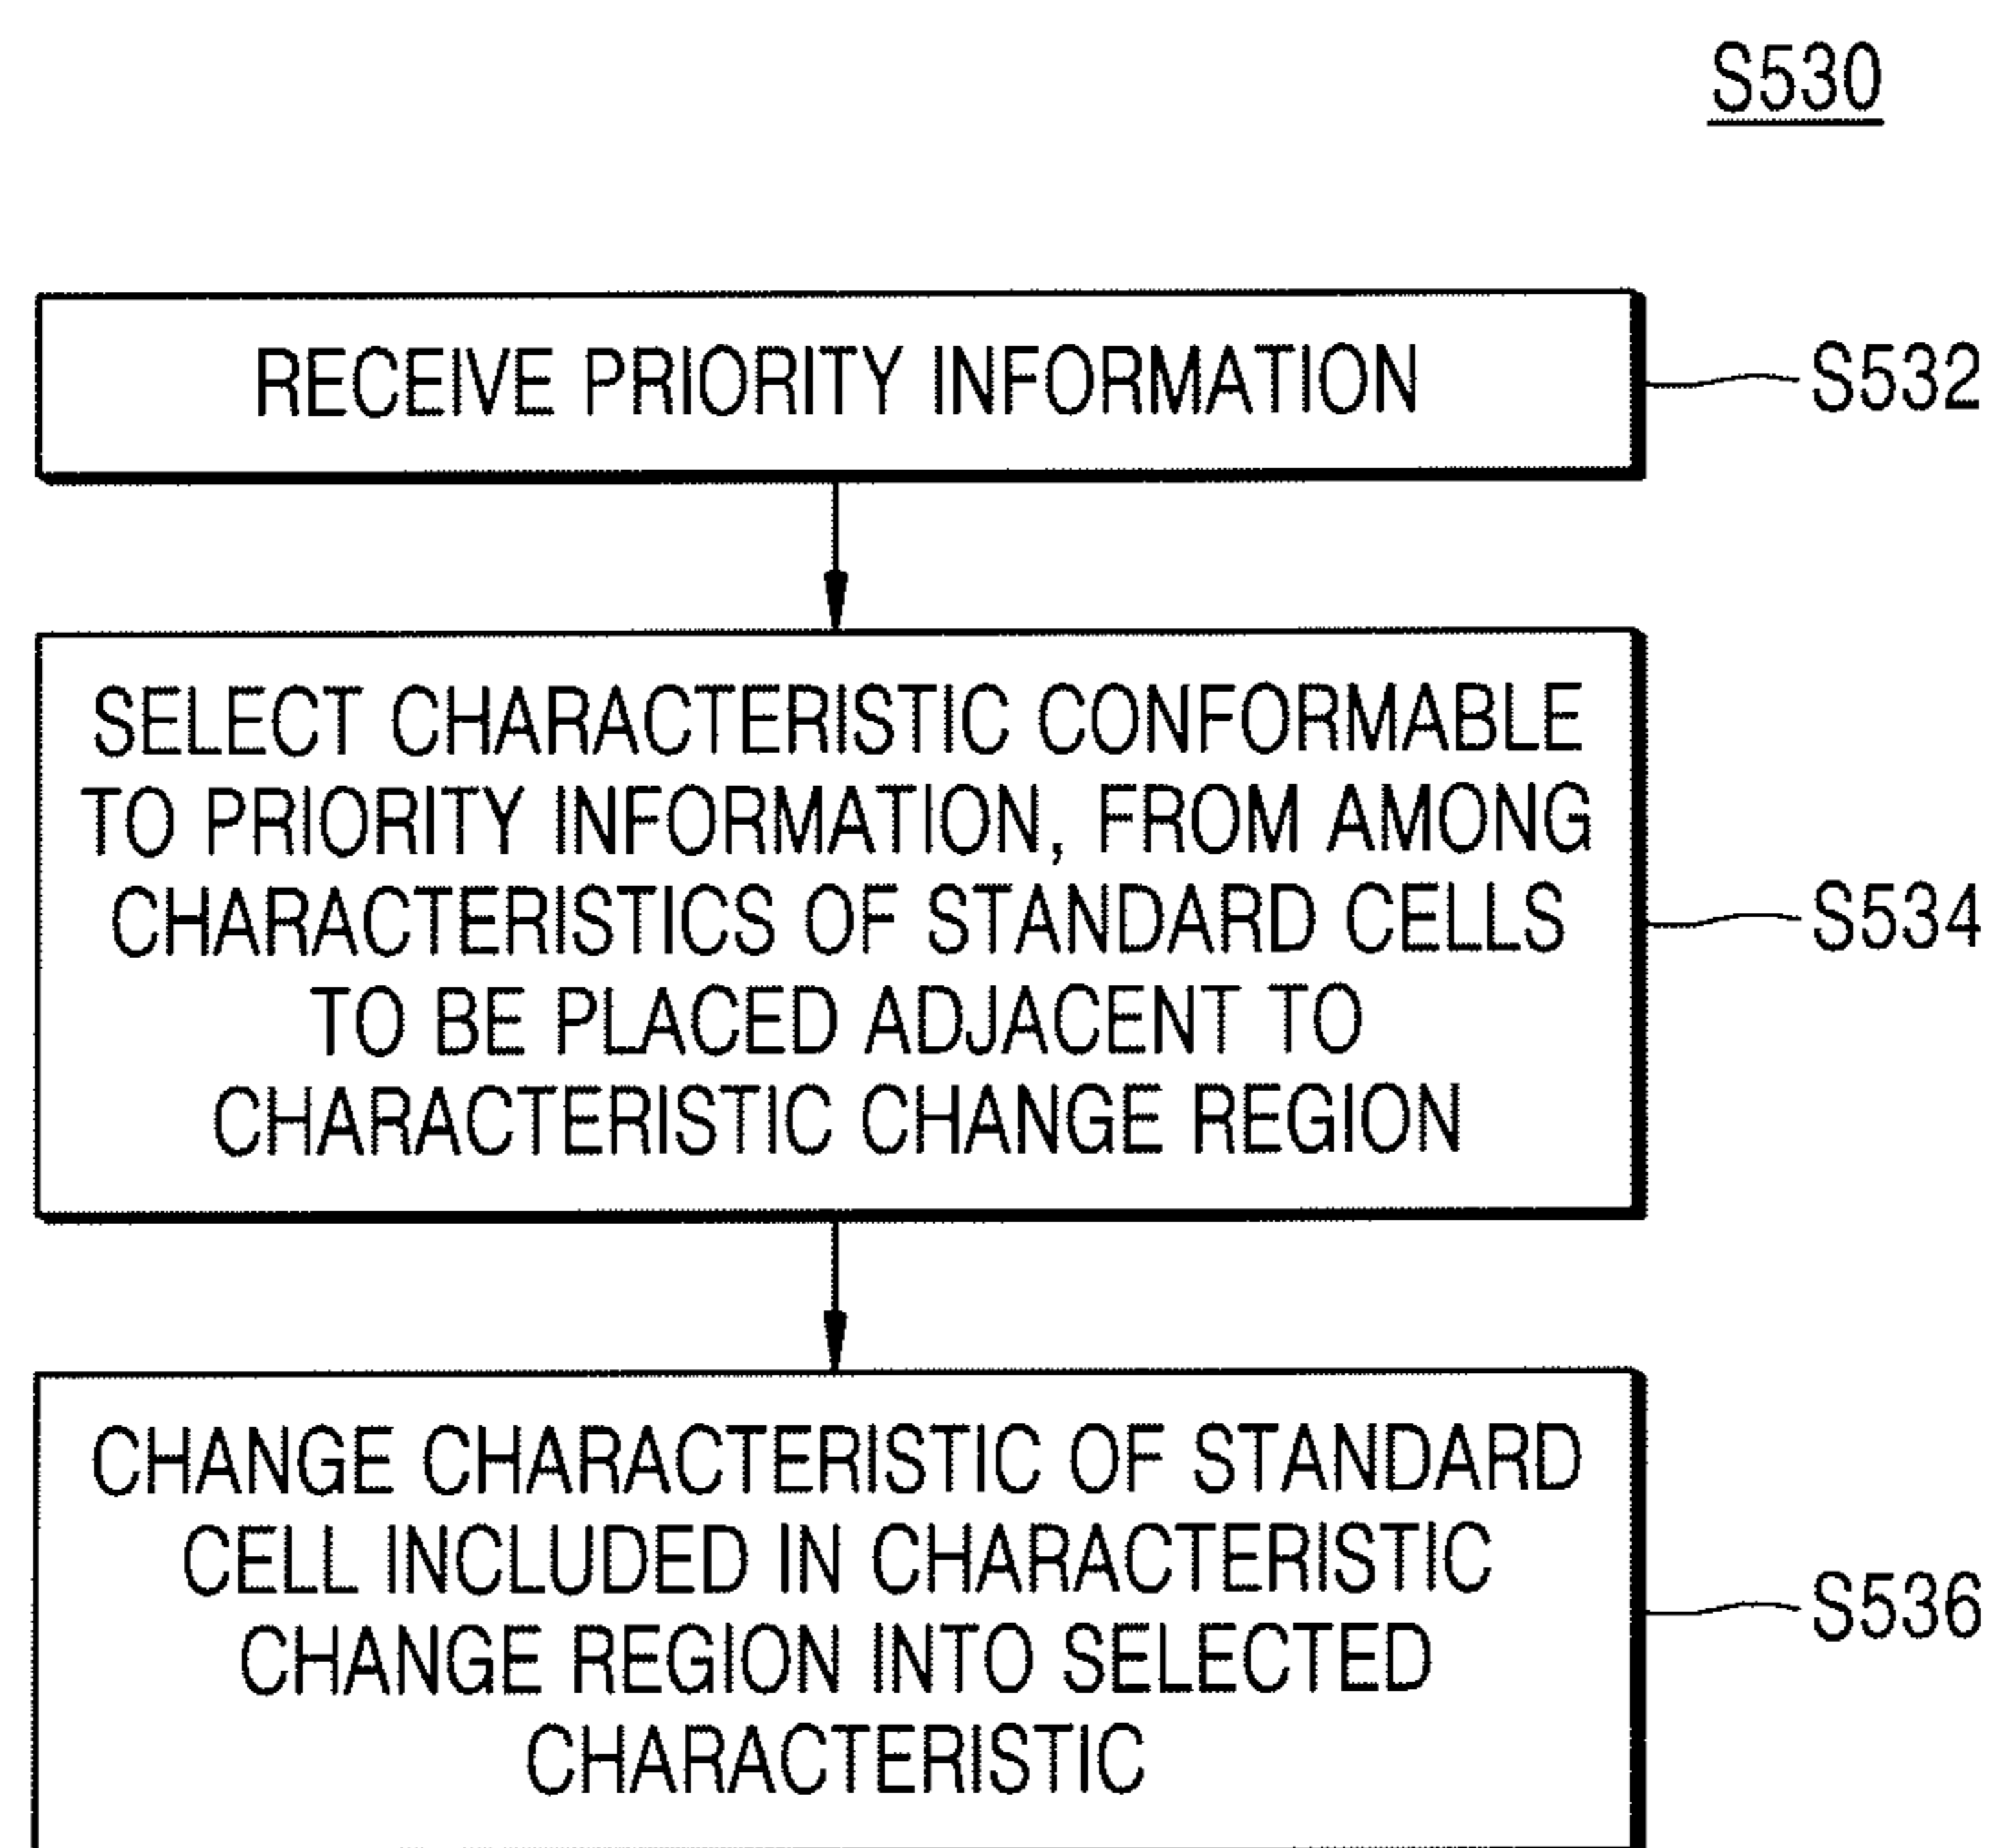 S530
RECEIVE PRIORITY INFORMATION
S532
SELECT CHARACTERISTIC CONFORMABLE
TO PRIORITY INFORMATION, FROM AMONG
CHARACTERISTICS OF STANDARD CELLS
TO BE PLACED ADJACENT TO
CHARACTERISTIC CHANGE REGION
S534
CHANGE CHARACTERISTIC OF STANDARD
CELL INCLUDED IN CHARACTERISTIC
CHANGE REGION INTO SELECTED
CHARACTERISTIC
S536